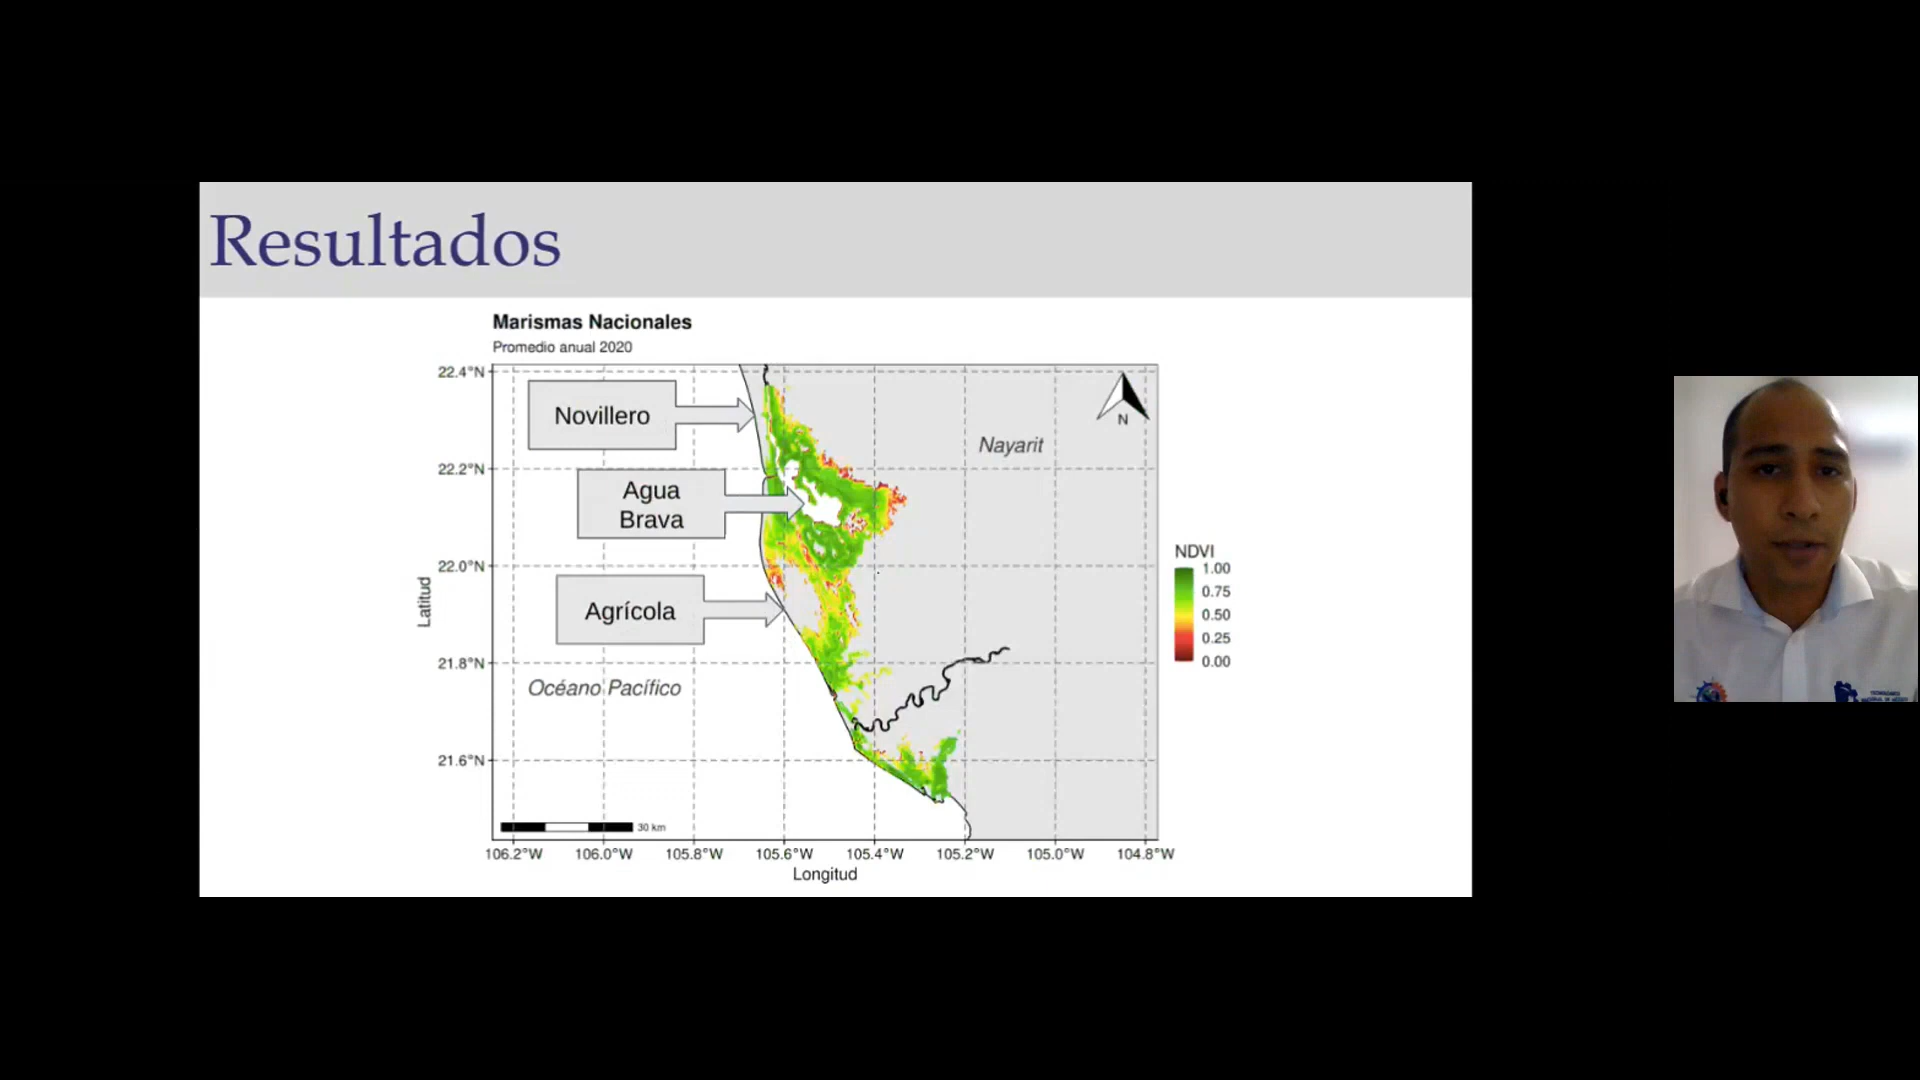 Resultados
Marismas Nacionales
Promedio anual 2020
22.4°N
Novillero
N
Nayarit
22.2°N
Agua
Brava
22.0°N
NDVI
1.00
0.75
0.50
0.25
0.00
Latitud
Agrícola
21.8°N
Océano Pacífico
21.6°N
30 km
106.2°W 106.0°W 105.8°W 105.6°W 105.4°W 105.2°W 105.0°W 104.8°W
Longitud